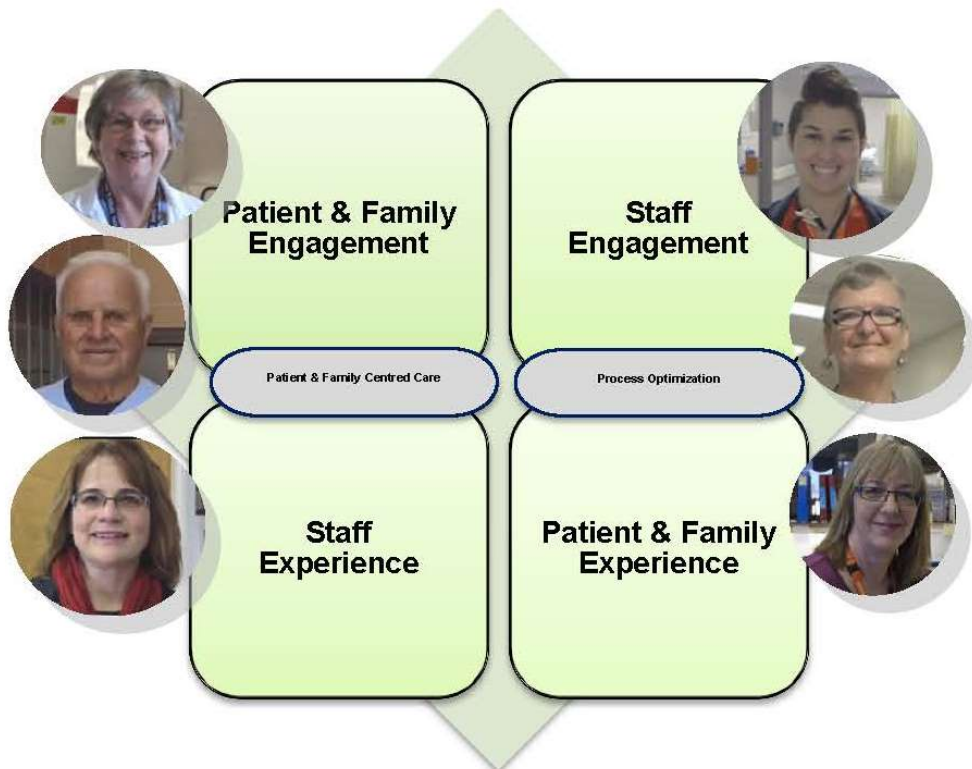 Patient & Family
Engagement
Staff
Engagement
Patient & Family Centred Care
Process Optimization
Staff
Experience
Patient & Family
Experience